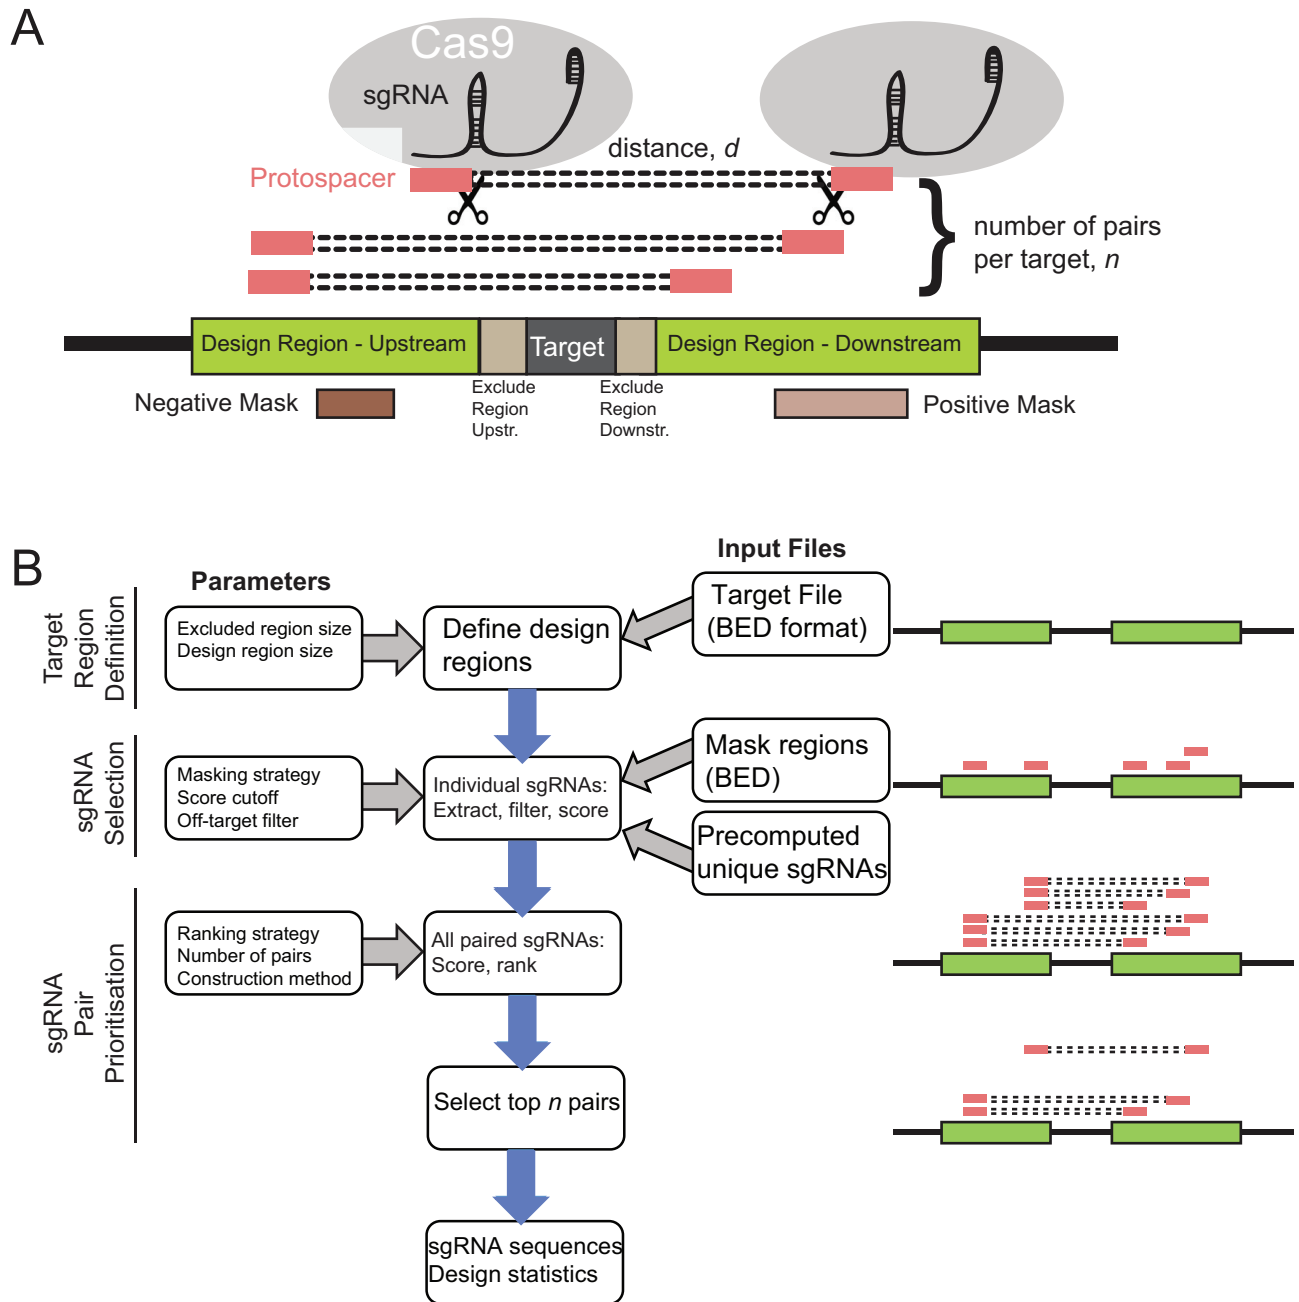 A
Cas9
sgRNA
distance, d
Protospacer
number of pairs
per target, n
Design Region - Upstream
Target
Design Region - Downstream
Negative Mask
Exclude
Region
Upstr.
Exclude
Region
Downstr.
Positive Mask
B
Parameters
Input Files
Target
Region
Definition
Excluded region size
Design region size
Define design
regions
Target File
(BED format)
sgRNA
Selection
Masking strategy
Score cutoff
Off-target filter
Individual sgRNAs:
Extract, filter, score
Mask regions
(BED)
Precomputed
unique sgRNAs
sgRNA
Pair
Prioritisation
Ranking strategy
Number of pairs
Construction method
All paired sgRNAs:
Score, rank
Select top n pairs
sgRNA sequences
Design statistics